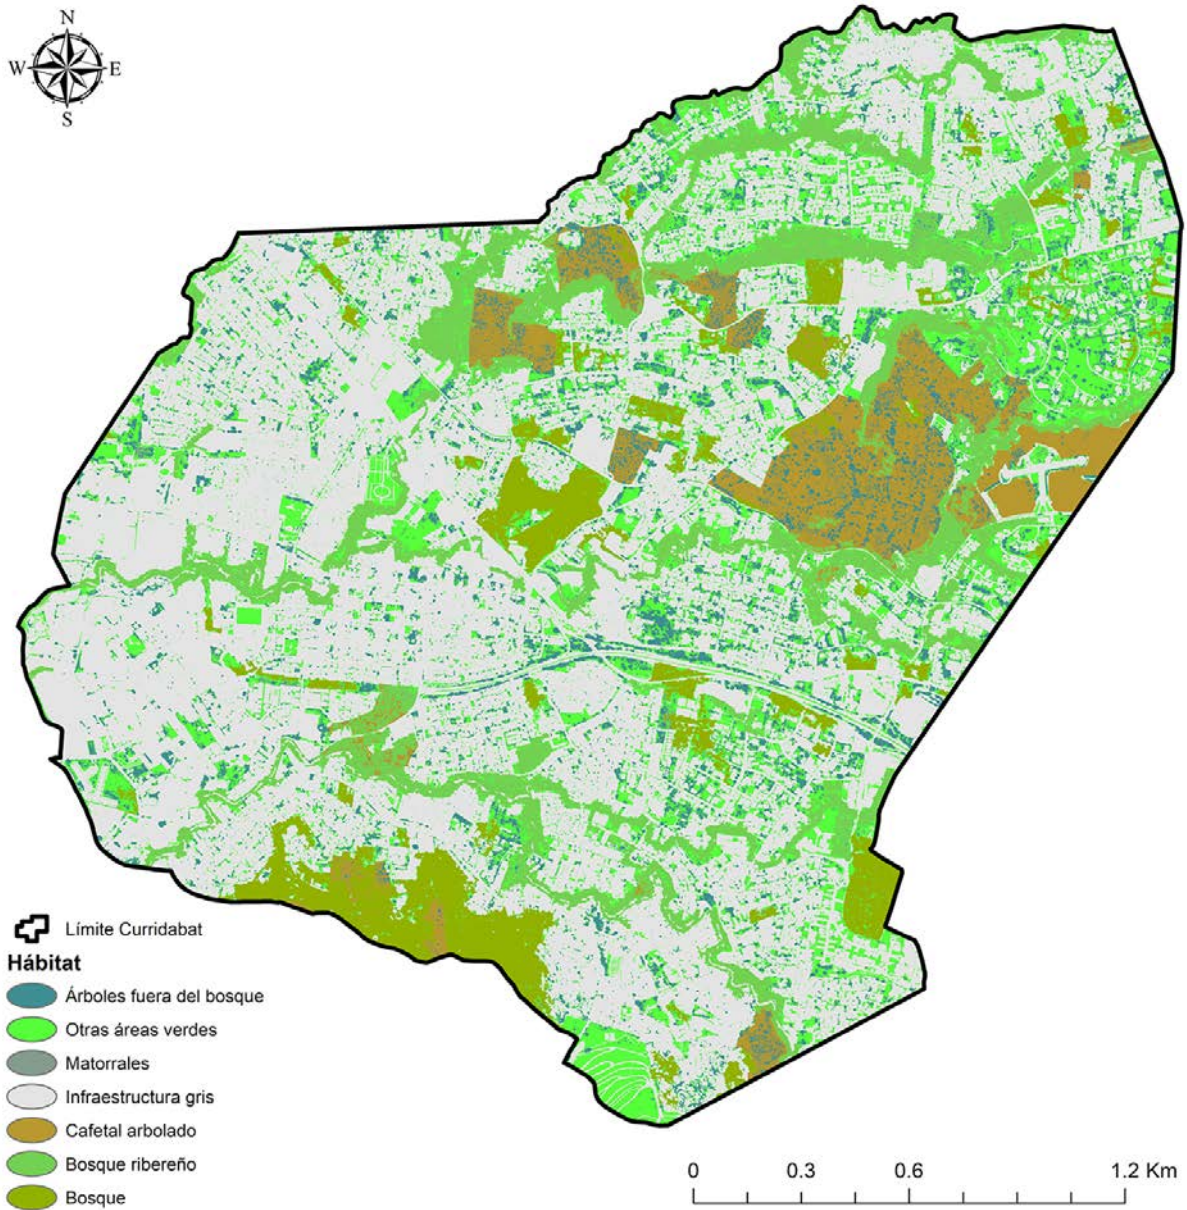 N
W E
S
Límite Curridabat
Hábitat
Árboles fuera del bosque
Otras áreas verdes
Matorrales
Infraestructura gris
Cafetal arbolado
Bosque ribereño
Bosque
0 0.3 0.6 1.2 Km